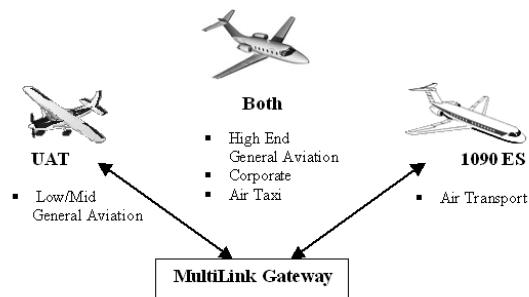 Both
▪ High End
General Aviation
▪ Corporate
▪ Air Taxi
UAT
▪ Low/Mid
General Aviation
1090 ES
▪ Air Transport
MultiLink Gateway